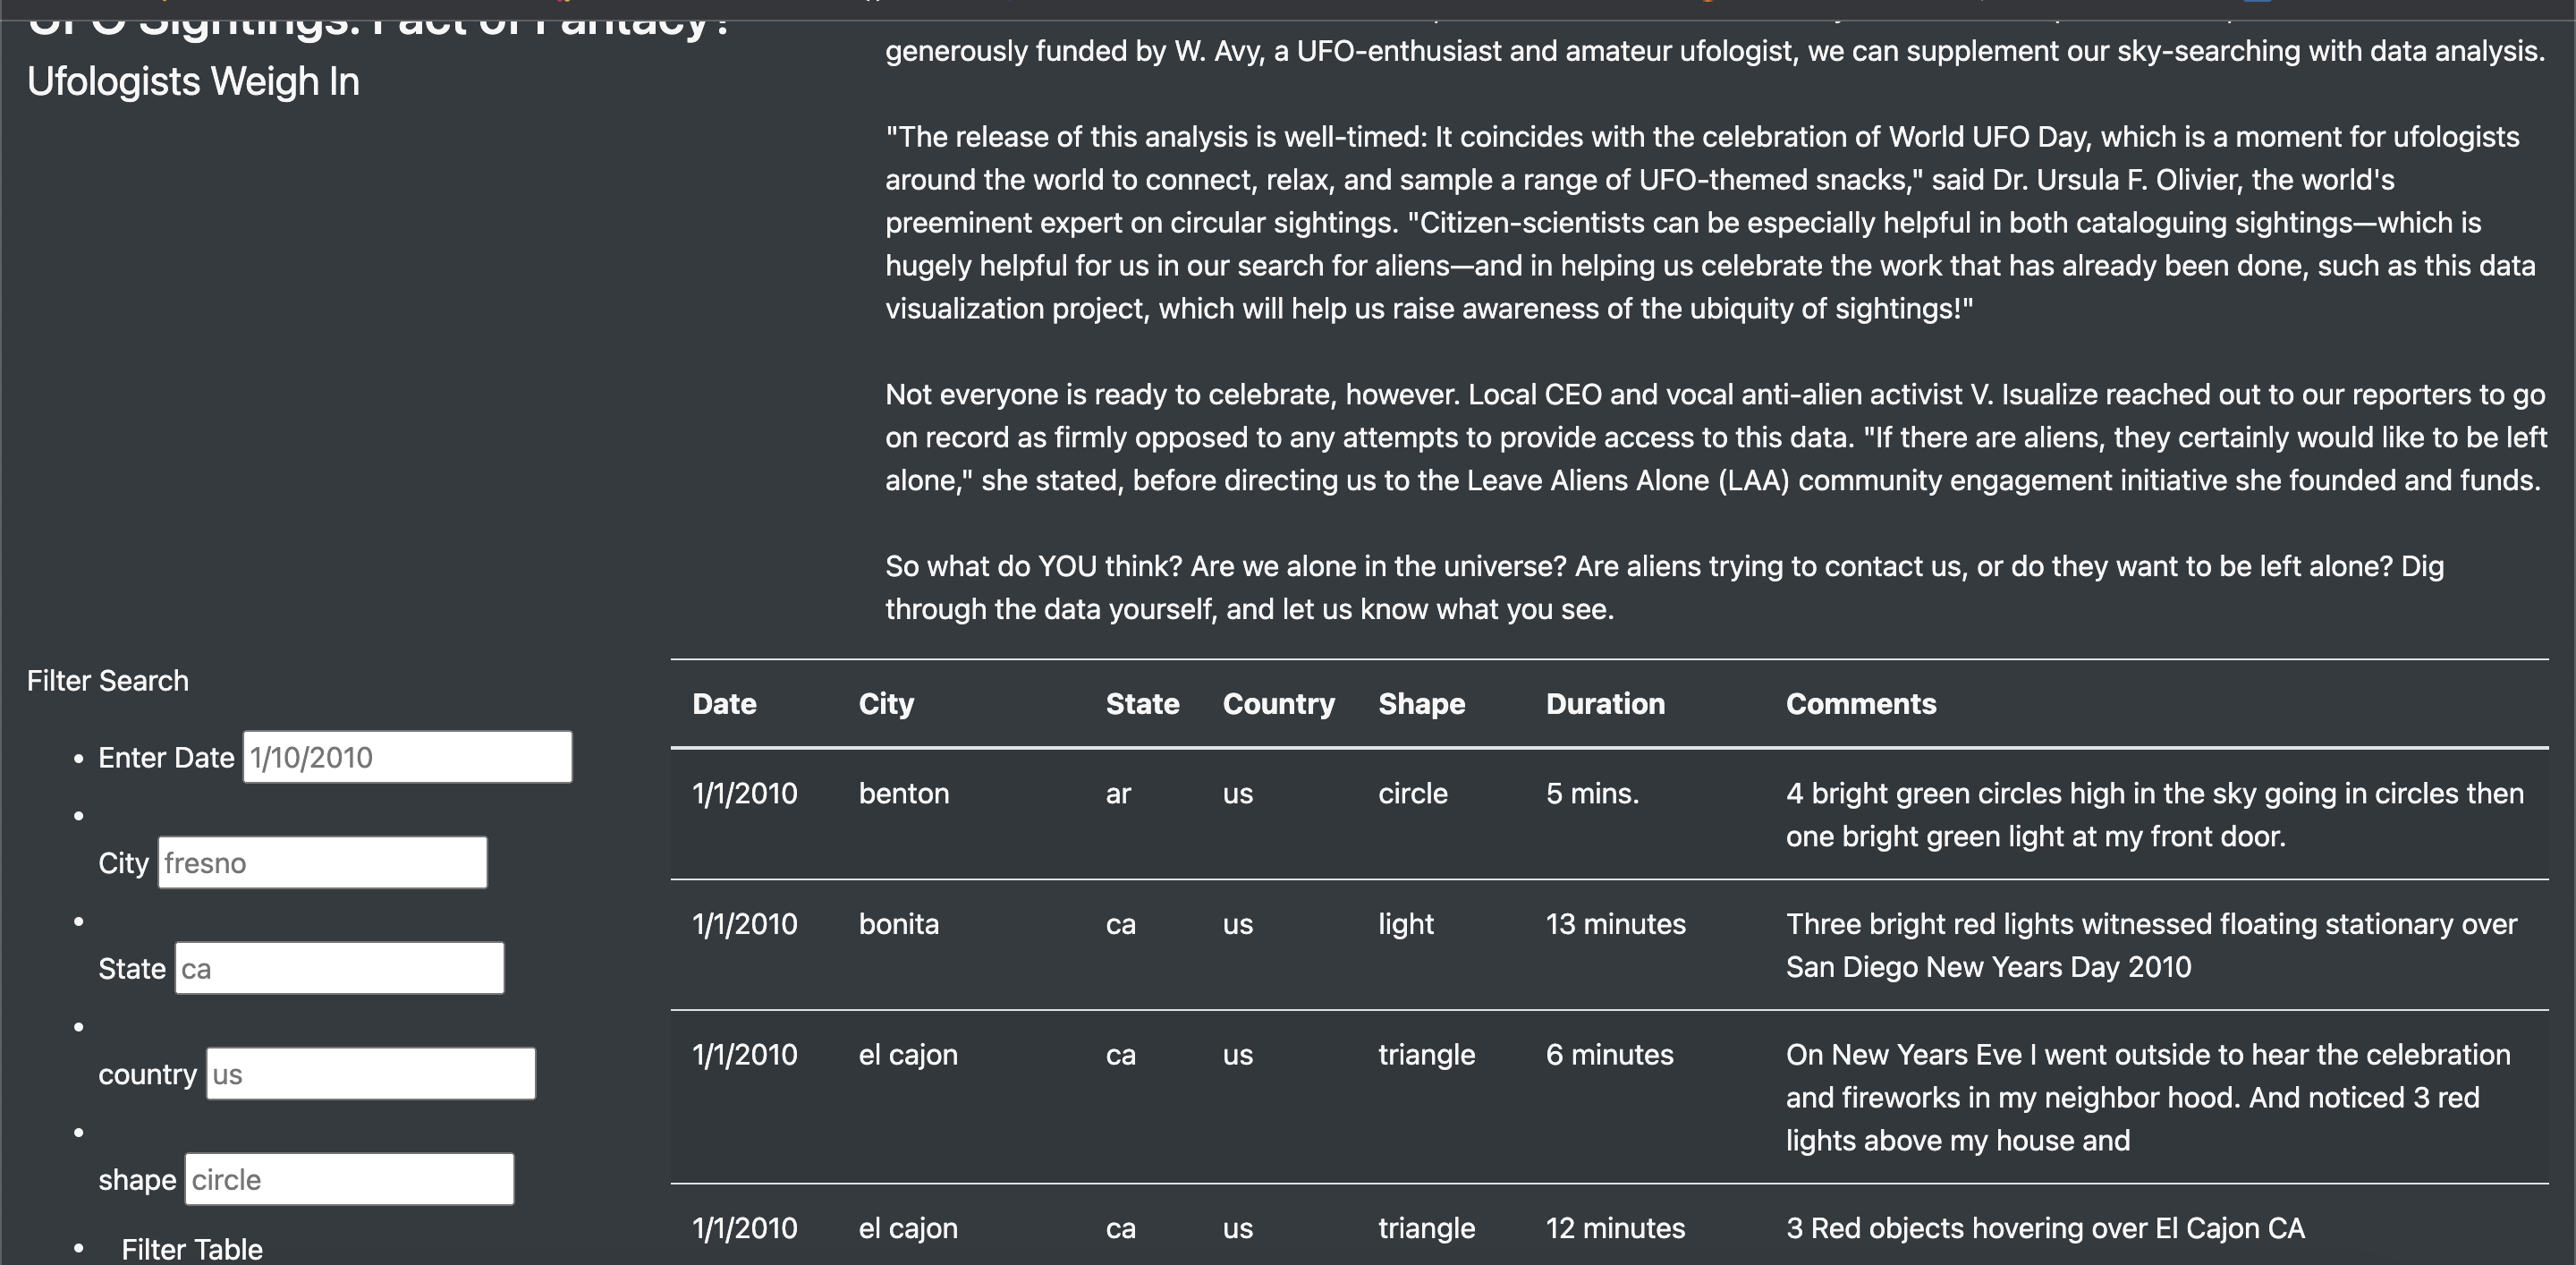 UFO Sightings: Fact or Fantacy?
Ufologists Weigh In
generously funded by W. Avy, a UFO-enthusiast and amateur ufologist, we can supplement our sky-searching with data analysis.
"The release of this analysis is well-timed: It coincides with the celebration of World UFO Day, which is a moment for ufologists
around the world to connect, relax, and sample a range of UFO-themed snacks," said Dr. Ursula F. Olivier, the world's
preeminent expert on circular sightings. "Citizen-scientists can be especially helpful in both cataloguing sightings—which is
hugely helpful for us in our search for aliens—and in helping us celebrate the work that has already been done, such as this data
visualization project, which will help us raise awareness of the ubiquity of sightings!"
Not everyone is ready to celebrate, however. Local CEO and vocal anti-alien activist V. Isualize reached out to our reporters to go
on record as firmly opposed to any attempts to provide access to this data. "If there are aliens, they certainly would like to be left
alone," she stated, before directing us to the Leave Aliens Alone (LAA) community engagement initiative she founded and funds.
So what do YOU think? Are we alone in the universe? Are aliens trying to contact us, or do they want to be left alone? Dig
through the data yourself, and let us know what you see.
Filter Search
Enter Date 1/10/2010
City fresno
State ca
country us
shape circle
Filter Table
Date City State Country Shape Duration Comments
1/1/2010 benton ar us circle 5 mins. 4 bright green circles high in the sky going in circles then
one bright green light at my front door.
1/1/2010 bonita ca us light 13 minutes Three bright red lights witnessed floating stationary over
San Diego New Years Day 2010
1/1/2010 el cajon ca us triangle 6 minutes On New Years Eve I went outside to hear the celebration
and fireworks in my neighbor hood. And noticed 3 red
lights above my house and
1/1/2010 el cajon ca us triangle 12 minutes 3 Red objects hovering over El Cajon CA